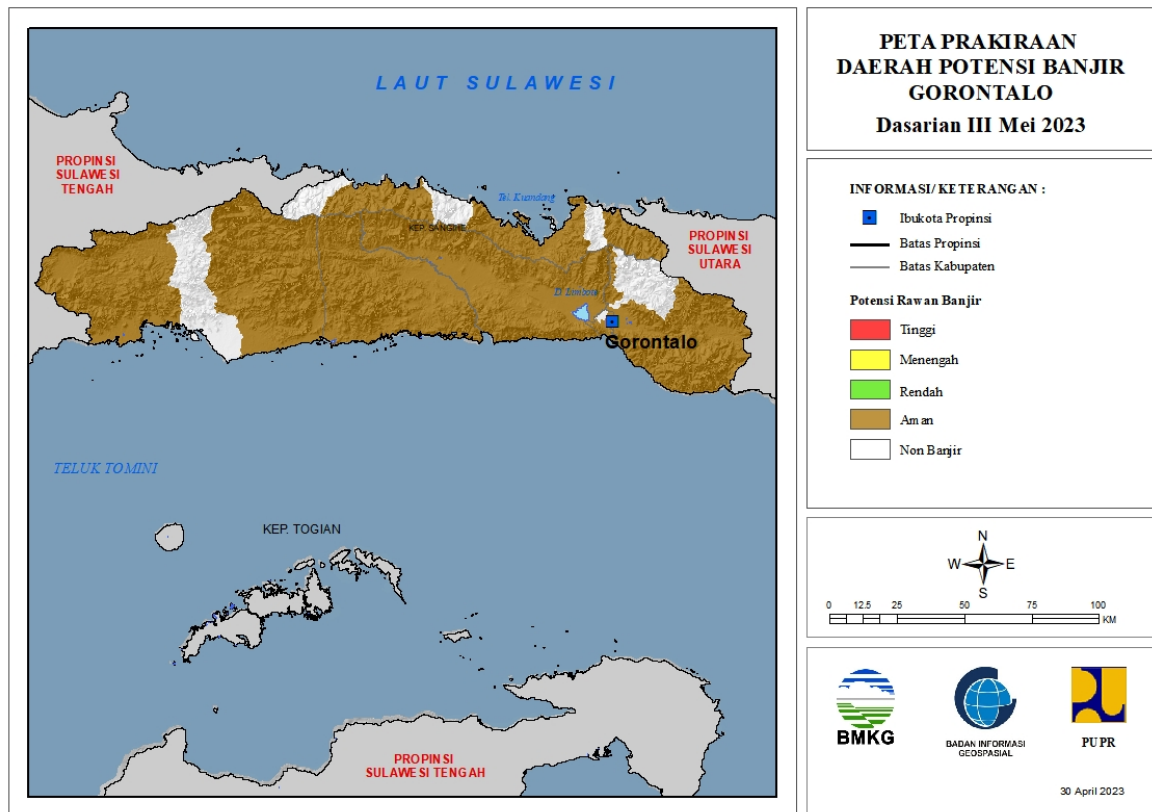 LAUT SULAWESI
PROPINSI
SULAWESI
TENGAH
Tel. Kuandang
KEP. SANGIHE
PROPINSI
SULAWESI
UTARA
D. Limboto
Gorontalo
TELUK TOMINI
KEP. TOGIAN
PROPINSI
SULAWESI TENGAH
PETA PRAKIRAAN
DAERAH POTENSI BANJIR
GORONTALO
Dasarian III Mei 2023
INFORMASI/ KETERANGAN :
Ibukota Propinsi
Batas Propinsi
Batas Kabupaten
Potensi Rawan Banjir
Tinggi
Menengah
Rendah
Aman
Non Banjir
N
W E
S
0 12.5 25 50 75 100
KM
BMKG
BADAN INFORMASI
GEOSPASIAL
PUPR
30 April 2023